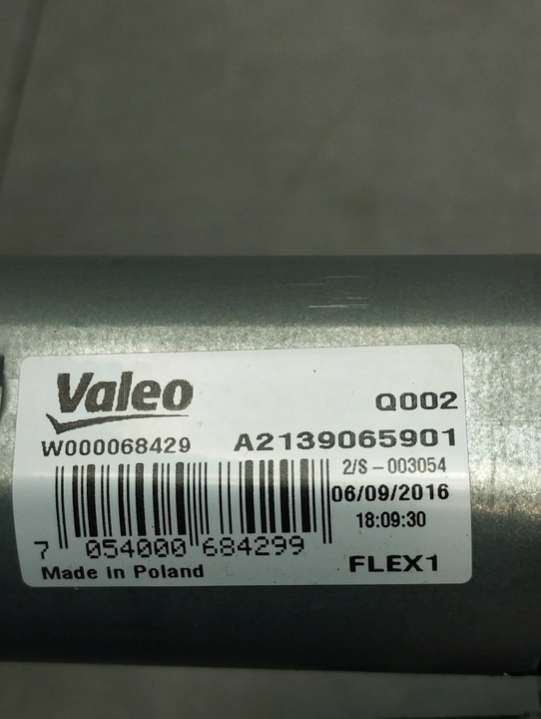 Valeo
Q002
W000068429 A2139065901
2/S-003054
06/09/2016
18:09:30
7 054000 684299
Made in Poland
FLEX1